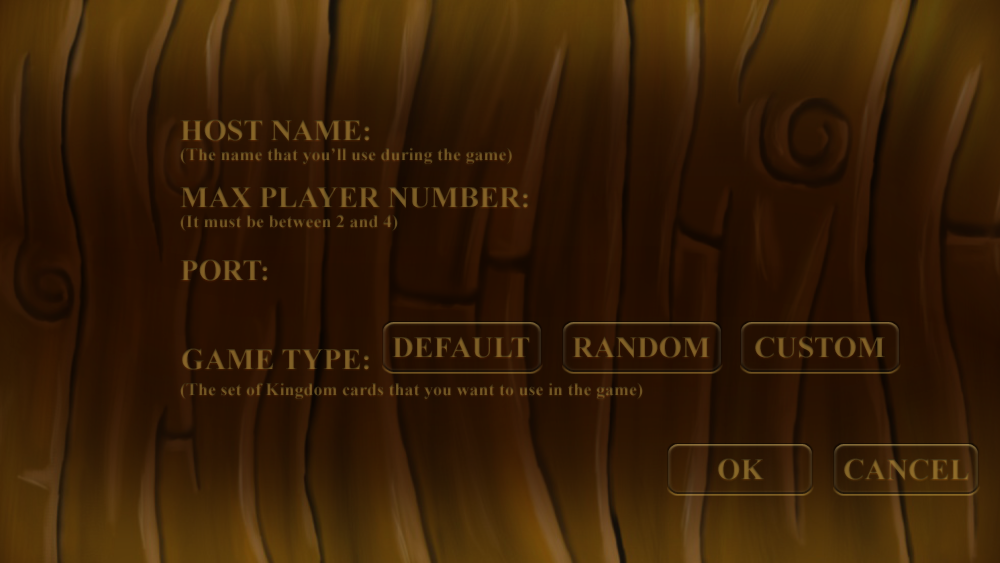 HOST NAME:
(The name that you'll use during the game)
MAX PLAYER NUMBER:
(It must be between 2 and 4)
PORT:
GAME TYPE: DEFAULT RANDOM CUSTOM
(The set of Kingdom cards that you want to use in the game)
OK CANCEL